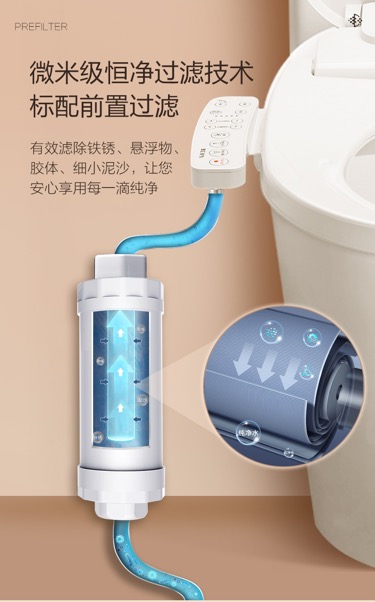 PREFILTER
微米级恒净过滤技术
标配前置过滤
有效滤除铁锈、悬浮物、
胶体、细小泥沙，让您
安心享用每一滴纯净
纯净水